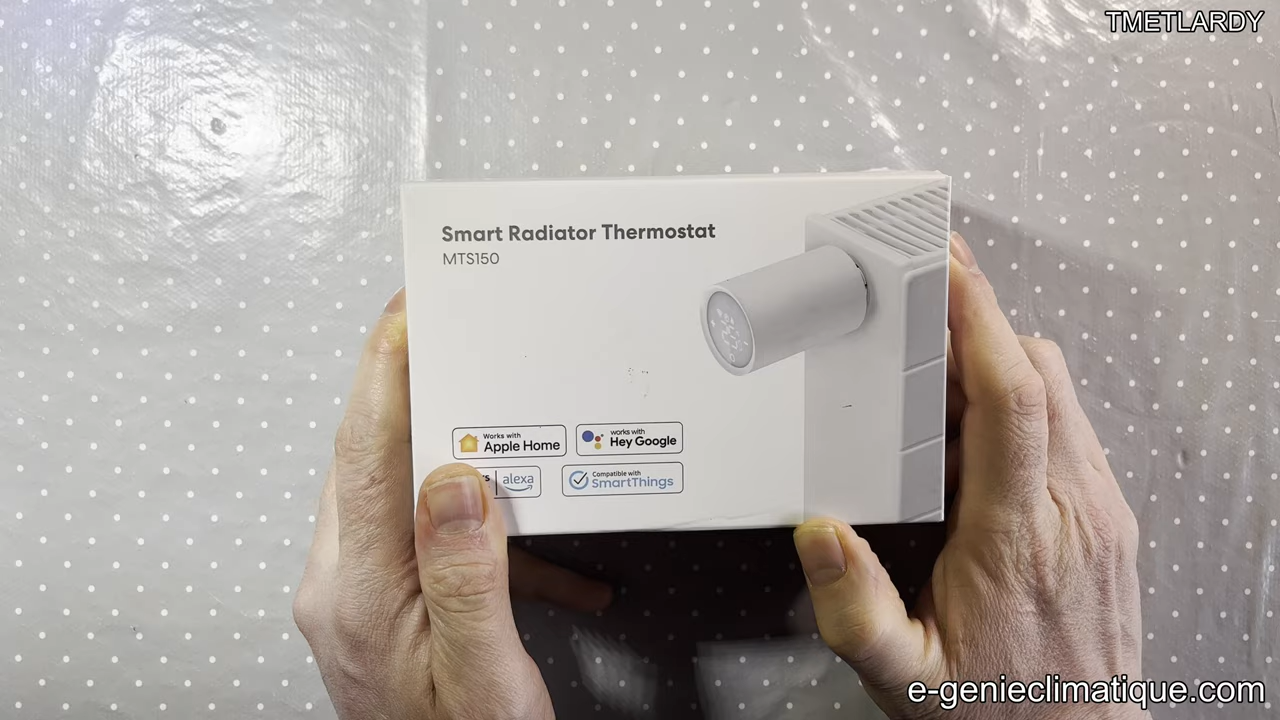 TMETLARDY
Smart Radiator Thermostat
MTS150
Works with
Apple Home
works with
Hey Google
alexa
Compatible with
SmartThings
e-genieclimatique.com